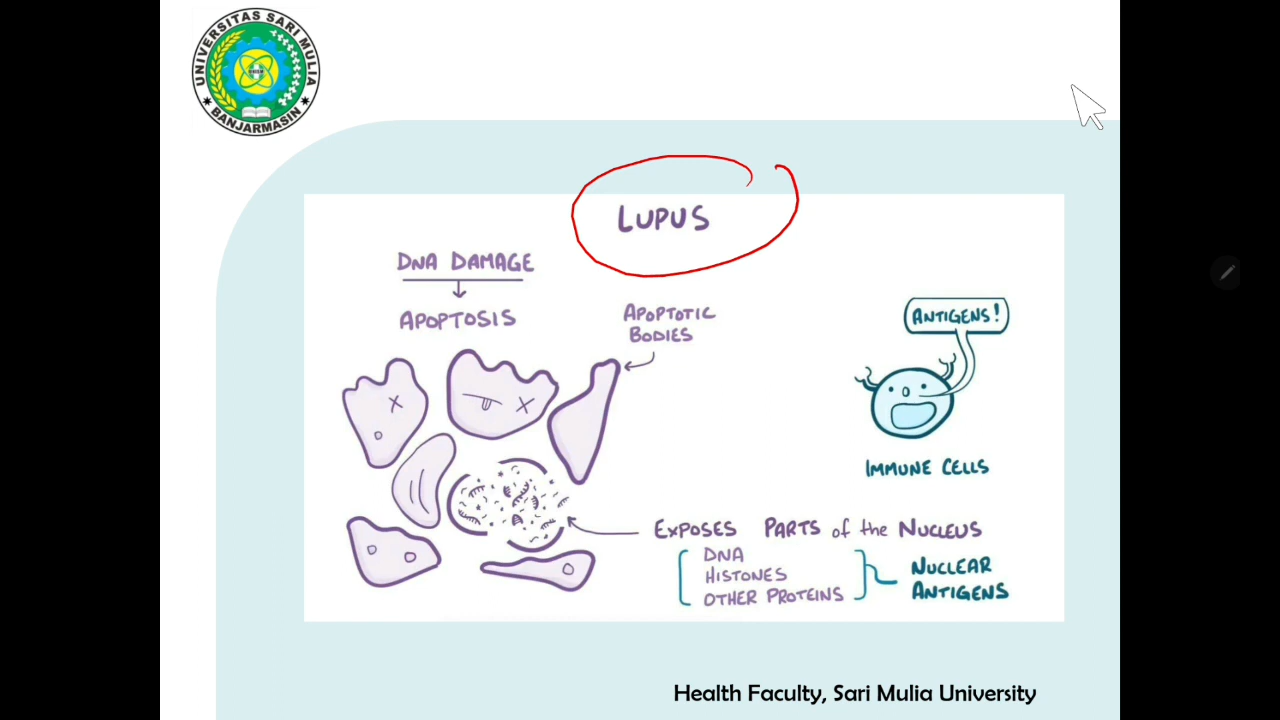 UNIVERSITAS SARI MULIA
BANJARMASIN
LUPUS
DNA DAMAGE
APOPTOSIS
APOPTOTIC
BODIES
ANTIGENS!
IMMUNE CELLS
EXPOSES PARTS of the NUCLEUS
DNA
HISTONES
OTHER PROTEINS
NUCLEAR
ANTIGENS
Health Faculty, Sari Mulia University